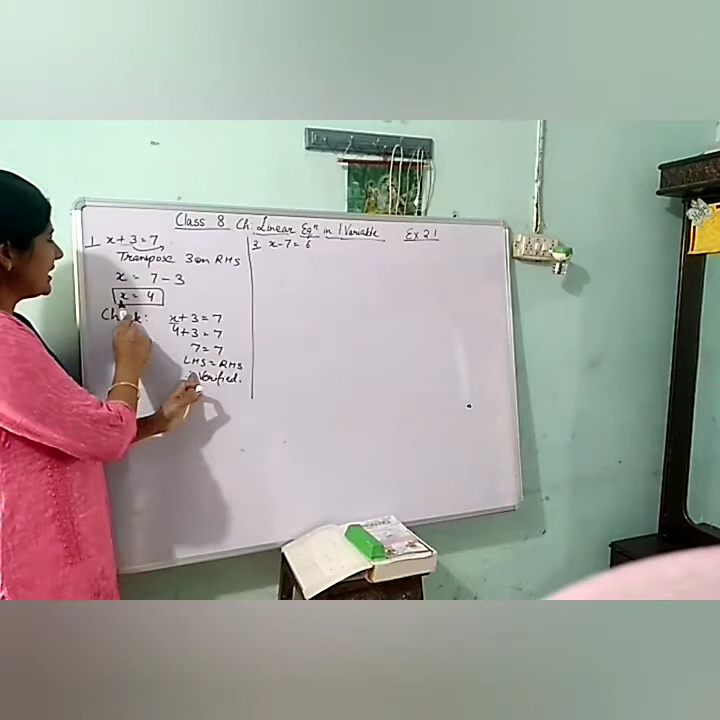 Class 8 Ch. Linear Eqⁿ in 1 Variable Ex 2.1
1 x + 3 = 7
Transpose 3 on RHS
x = 7 - 3
x = 4
Check: x + 3 = 7
4 + 3 = 7
7 = 7
LHS = RHS
∴ Verified.
3 x - 7 = 6